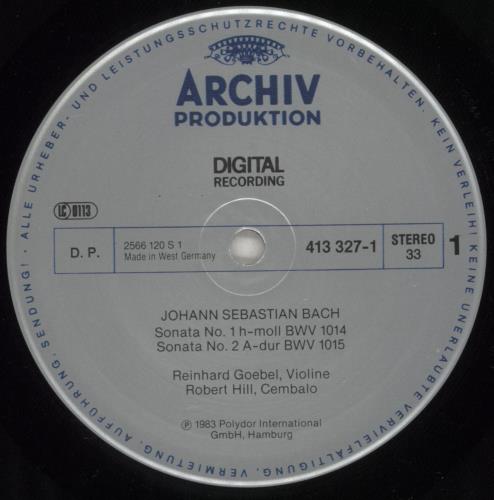 ALLE URHEBER- UND LEISTUNGSSCHUTZRECHTE VORBEHALTEN. KEIN VERLEIH! KEINE UNERLAUBTE VERVIELFÄLTIGUNG, VERMIETUNG, AUFFÜHRUNG, SENDUNG!
ARCHIV
PRODUKTION
DIGITAL
RECORDING
LC 0113
D. P.
2566 120 S 1
Made in West Germany
413 327-1
STEREO
33
1
JOHANN SEBASTIAN BACH
Sonata No. 1 h-moll BWV 1014
Sonata No. 2 A-dur BWV 1015
Reinhard Goebel, Violine
Robert Hill, Cembalo
Ⓟ 1983 Polydor International
GmbH, Hamburg